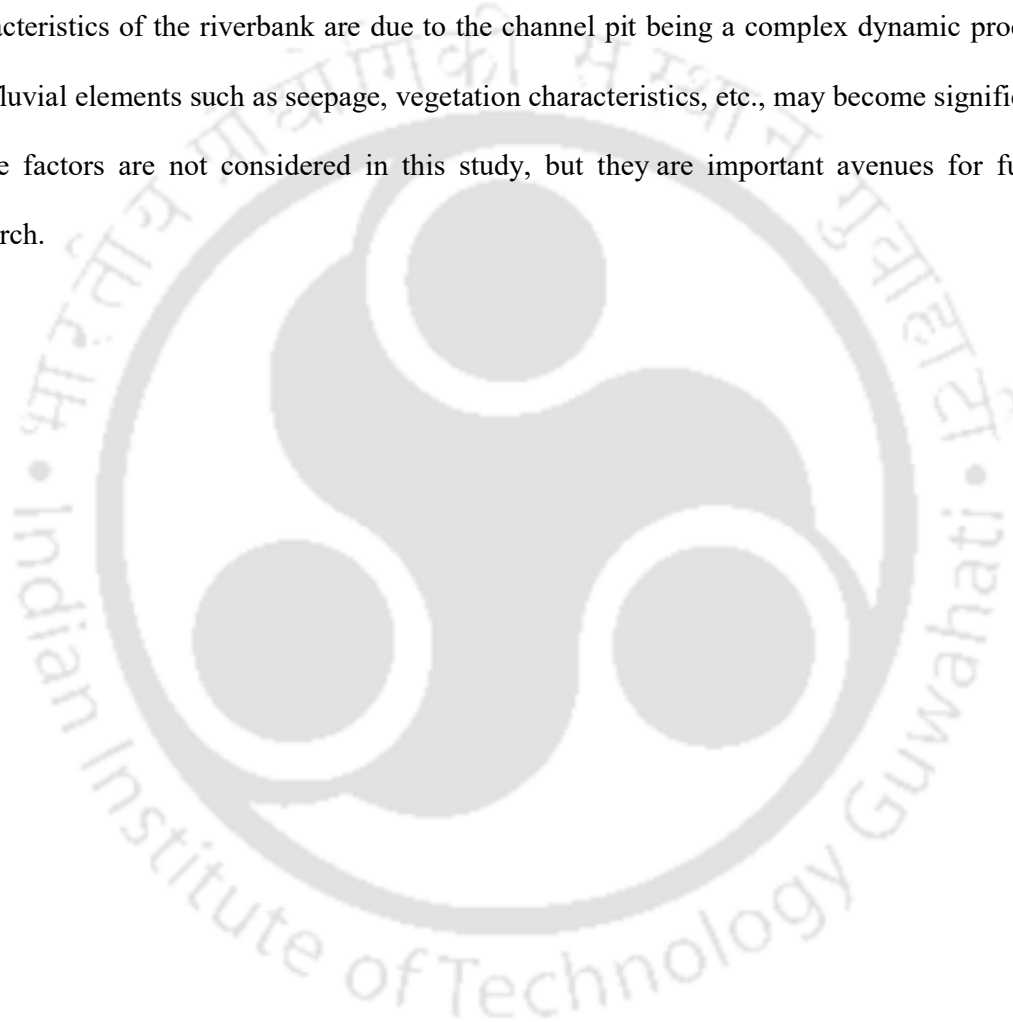 acteristics of the riverbank are due to the channel pit being a complex dynamic proc
luvial elements such as seepage, vegetation characteristics, etc., may become signific
e factors are not considered in this study, but they are important avenues for fu
rch.
भारतीय प्रौद्योगिकी संस्थान गुवाहाटी
Indian Institute of Technology Guwahati